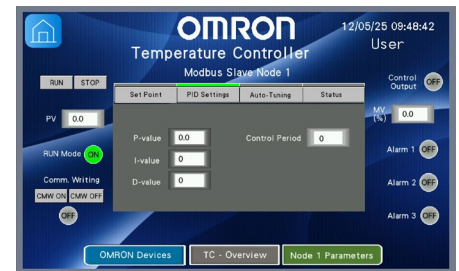 OMRON
12/05/25 09:48:42
Temperature Controller
User
Modbus Slave Node 1
RUN STOP
Control Output OFF
Set Point PID Settings Auto-Tuning Status
PV 0.0
MV (%) 0.0
P-value 0.0 Control Period 0
RUN Mode ON
I-value 0
Alarm 1 OFF
D-value 0
Comm. Writing
Alarm 2 OFF
CMW ON CMW OFF
OFF
Alarm 3 OFF
OMRON Devices TC - Overview Node 1 Parameters